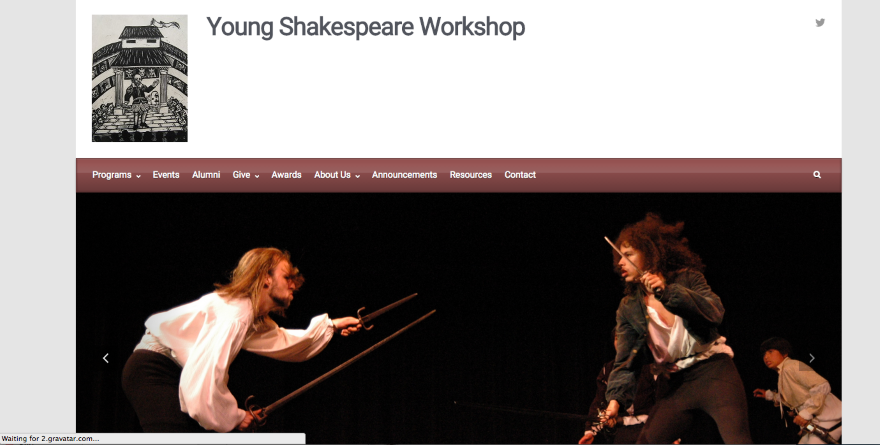 Young Shakespeare Workshop
Programs Events Alumni Give Awards About Us Announcements Resources Contact
Waiting for 2.gravatar.com...